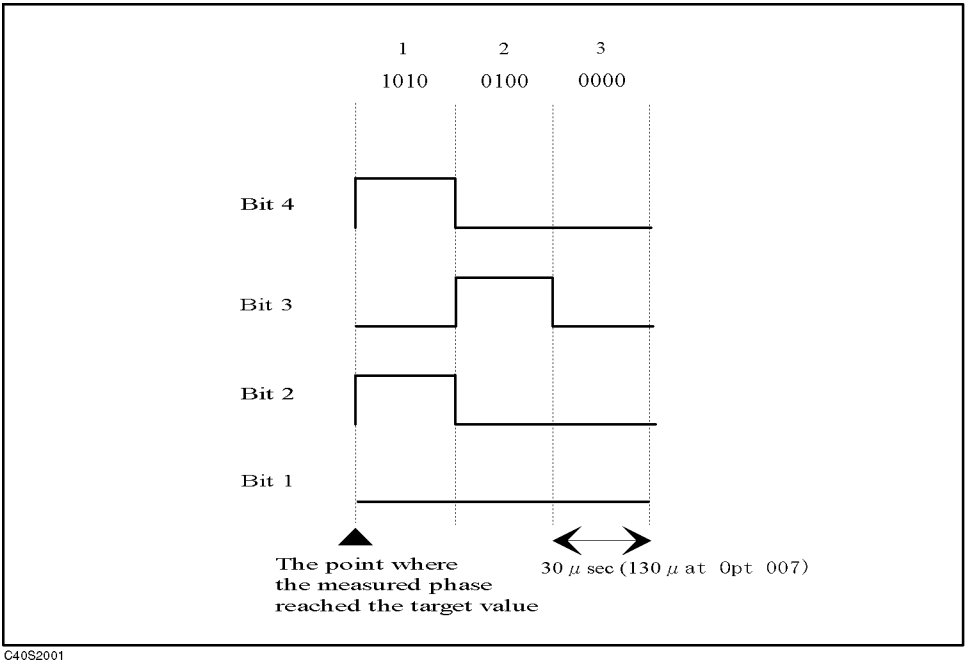 1 2 3
1010 0100 0000
Bit 4
Bit 3
Bit 2
Bit 1
The point where
the measured phase
reached the target value
30 μ sec (130 μ at Opt 007)
C40S2001